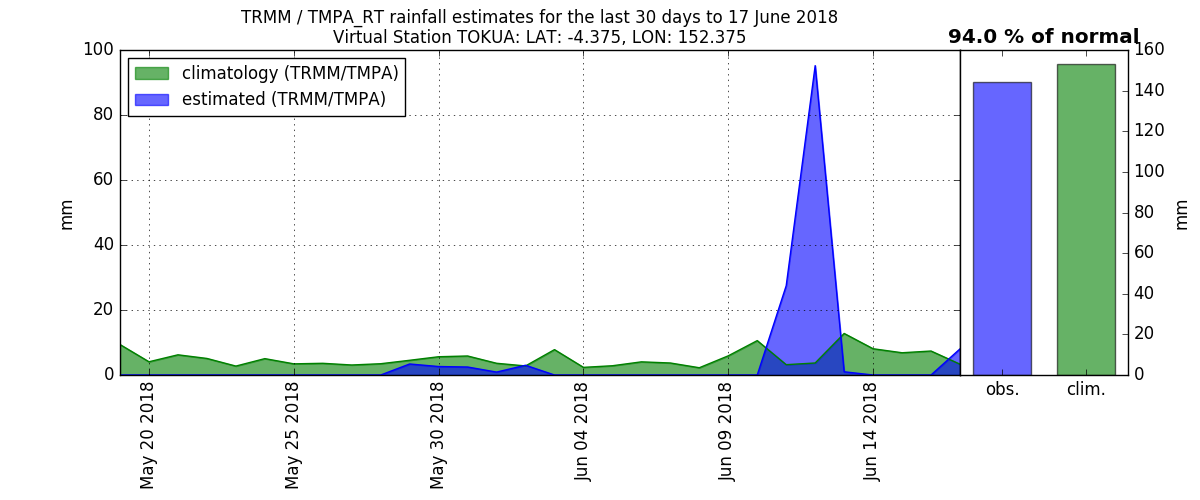 TRMM / TMPA_RT rainfall estimates for the last 30 days to 17 June 2018
Virtual Station TOKUA: LAT: -4.375, LON: 152.375
94.0 % of normal
climatology (TRMM/TMPA)
estimated (TRMM/TMPA)
100
80
60
40
20
0
mm
May 20 2018
May 25 2018
May 30 2018
Jun 04 2018
Jun 09 2018
Jun 14 2018
160
140
120
100
80
60
40
20
0
mm
obs.
clim.